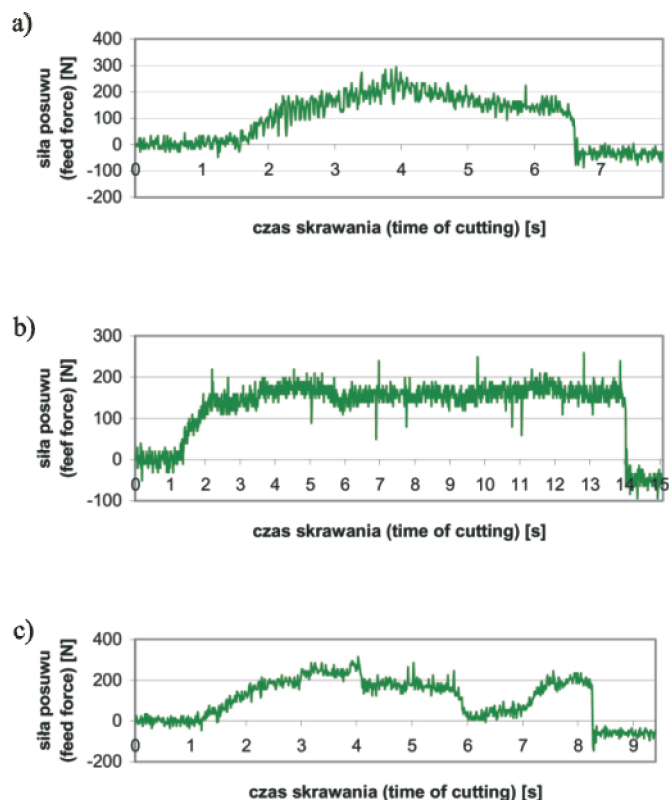 a)
400
300
200
100
0
-100
-200
siła posuwu
(feed force) [N]
0 1 2 3 4 5 6 7
czas skrawania (time of cutting) [s]
b)
300
200
100
0
-100
siła posuwu
(feef force) [N]
0 1 2 3 4 5 6 7 8 9 10 11 12 13 14 15
czas skrawania (time of cutting) [s]
c)
400
200
0
-200
siła posuwu
(feed force) [N]
0 1 2 3 4 5 6 7 8 9
czas skrawania (time of cutting) [s]